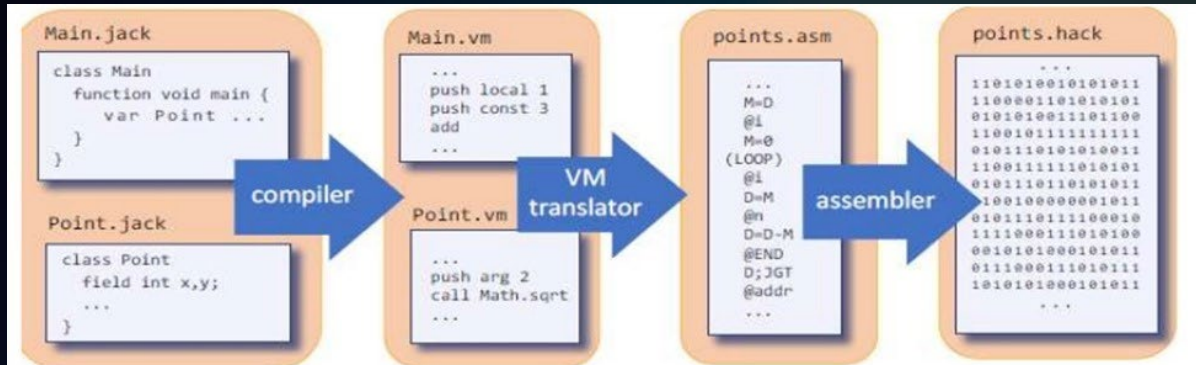 Main.jack
class Main
function void main {
var Point ...
}
}
Point.jack
class Point
field int x,y;
...
}
compiler
Main.vm
...
push local 1
push const 3
add
...
Point.vm
...
push arg 2
call Math.sqrt
...
VM
translator
points.asm
...
M=D
@i
M=0
(LOOP)
@i
D=M
@n
D=D-M
@END
D;JGT
@addr
...
assembler
points.hack
...
1101010010101011
1100001101010101
0101010011101100
1100101111111111
0101110101010011
1100111111010101
0101110110101011
1100100000001011
0101110111100010
1111000111010100
0010101000101011
0111000111010111
1010101000101011
...